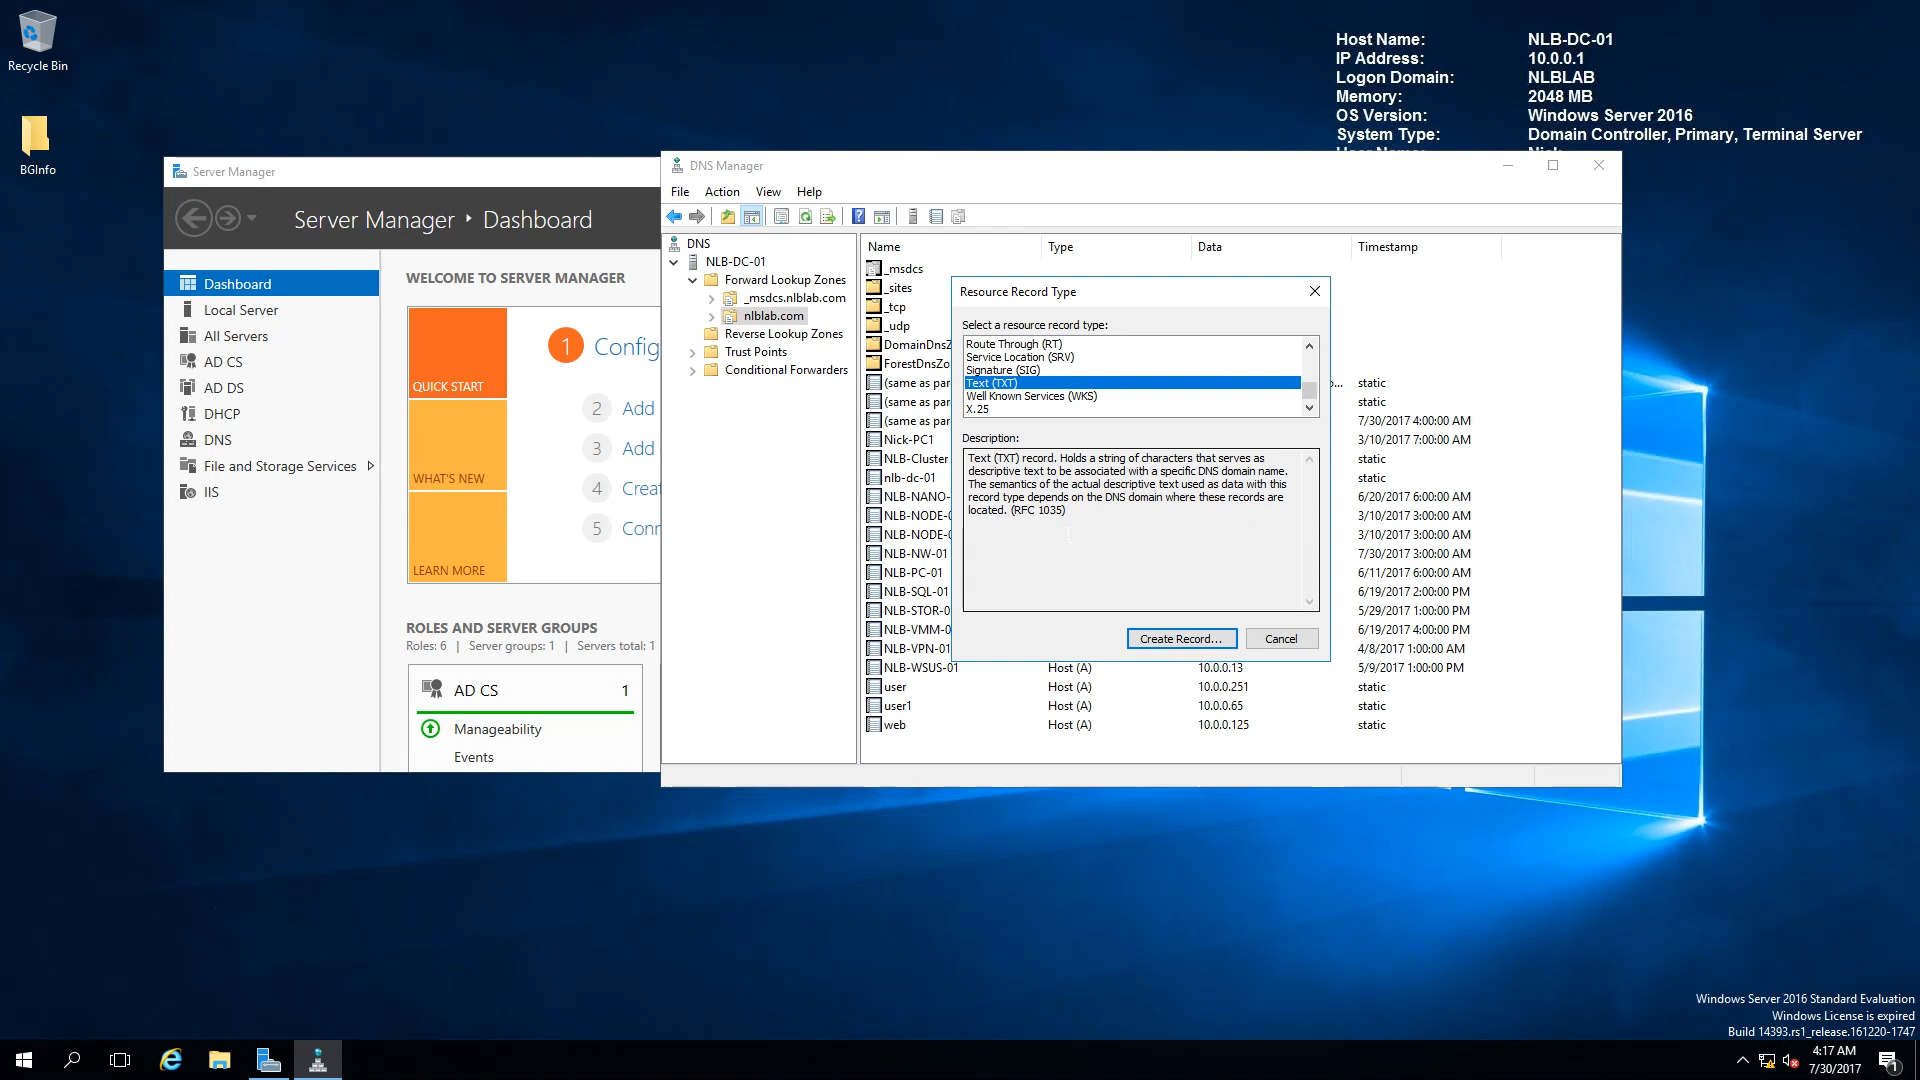 Recycle Bin
BGInfo
Host Name: NLB-DC-01
IP Address: 10.0.0.1
Logon Domain: NLBLAB
Memory: 2048 MB
OS Version: Windows Server 2016
System Type: Domain Controller, Primary, Terminal Server
Server Manager
Server Manager Dashboard
Dashboard
Local Server
All Servers
AD CS
AD DS
DHCP
DNS
File and Storage Services
IIS
WELCOME TO SERVER MANAGER
QUICK START
WHAT'S NEW
LEARN MORE
1 Config
2 Add
3 Add
4 Creat
5 Conn
ROLES AND SERVER GROUPS
Roles: 6 | Server groups: 1 | Servers total: 1
AD CS 1
Manageability
Events
DNS Manager
File Action View Help
DNS
NLB-DC-01
Forward Lookup Zones
_msdcs.nlblab.com
nlblab.com
Reverse Lookup Zones
Trust Points
Conditional Forwarders
Name Type Data Timestamp
_msdcs
_sites
_tcp
_udp
DomainDnsZ
ForestDnsZo
(same as par ... static
(same as par static
(same as par 7/30/2017 4:00:00 AM
Nick-PC1 3/10/2017 7:00:00 AM
NLB-Cluster static
nlb-dc-01 static
NLB-NANO- 6/20/2017 6:00:00 AM
NLB-NODE-0 3/10/2017 3:00:00 AM
NLB-NODE-0 3/10/2017 3:00:00 AM
NLB-NW-01 7/30/2017 3:00:00 AM
NLB-PC-01 6/11/2017 6:00:00 AM
NLB-SQL-01 6/19/2017 2:00:00 PM
NLB-STOR-0 5/29/2017 1:00:00 PM
NLB-VMM-0 6/19/2017 4:00:00 PM
NLB-VPN-01 4/8/2017 1:00:00 AM
NLB-WSUS-01 Host (A) 10.0.0.13 5/9/2017 1:00:00 PM
user Host (A) 10.0.0.251 static
user1 Host (A) 10.0.0.65 static
web Host (A) 10.0.0.125 static
Resource Record Type
Select a resource record type:
Route Through (RT)
Service Location (SRV)
Signature (SIG)
Text (TXT)
Well Known Services (WKS)
X.25
Description:
Text (TXT) record. Holds a string of characters that serves as
descriptive text to be associated with a specific DNS domain name.
The semantics of the actual descriptive text used as data with this
record type depends on the DNS domain where these records are
located. (RFC 1035)
Create Record...
Cancel
Windows Server 2016 Standard Evaluation
Windows License is expired
Build 14393.rs1_release.161220-1747
4:17 AM
7/30/2017
1